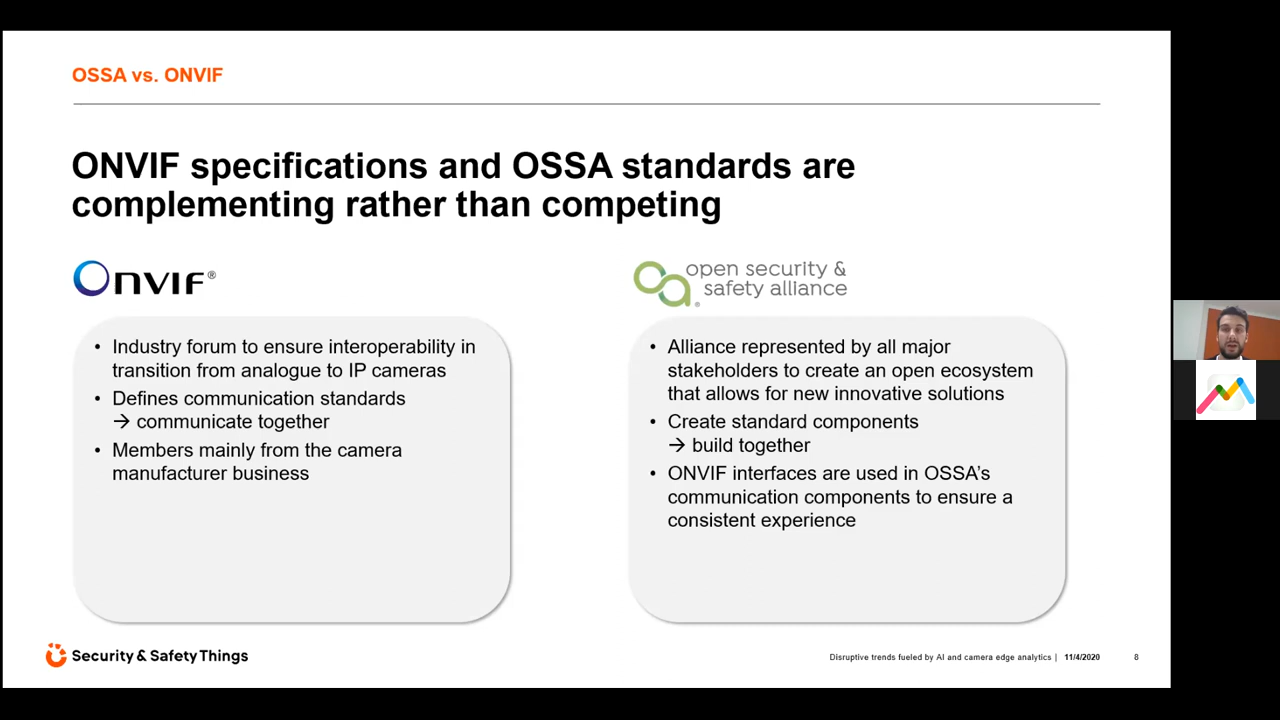 OSSA vs. ONVIF
ONVIF specifications and OSSA standards are
complementing rather than competing
ONVIF®
open security &
safety alliance
®
• Industry forum to ensure interoperability in
transition from analogue to IP cameras
• Defines communication standards
→ communicate together
• Members mainly from the camera
manufacturer business
• Alliance represented by all major
stakeholders to create an open ecosystem
that allows for new innovative solutions
• Create standard components
→ build together
• ONVIF interfaces are used in OSSA’s
communication components to ensure a
consistent experience
Security & Safety Things
Disruptive trends fueled by AI and camera edge analytics | 11/4/2020 8